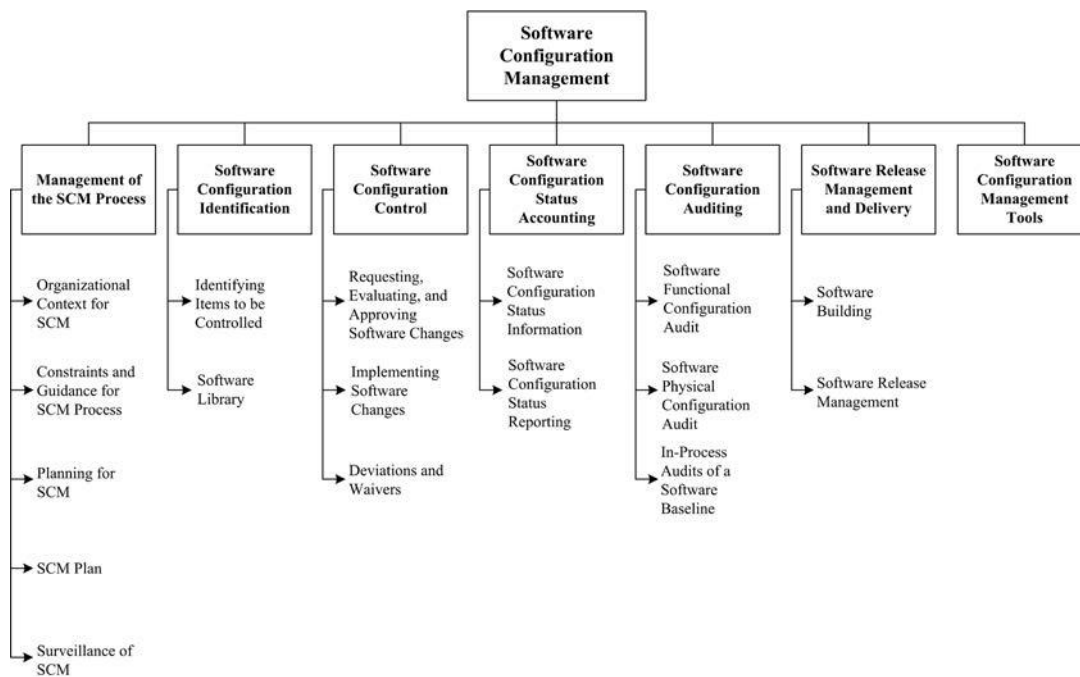 Software
Configuration
Management
Management of
the SCM Process
Organizational
Context for
SCM
Constraints and
Guidance for
SCM Process
Planning for
SCM
SCM Plan
Surveillance of
SCM
Software
Configuration
Identification
Identifying
Items to be
Controlled
Software
Library
Software
Configuration
Control
Requesting,
Evaluating, and
Approving
Software Changes
Implementing
Software
Changes
Deviations and
Waivers
Software
Configuration
Status
Accounting
Software
Configuration
Status
Information
Software
Configuration
Status
Reporting
Software
Configuration
Auditing
Software
Functional
Configuration
Audit
Software
Physical
Configuration
Audit
In-Process
Audits of a
Software
Baseline
Software Release
Management
and Delivery
Software
Building
Software Release
Management
Software
Configuration
Management
Tools